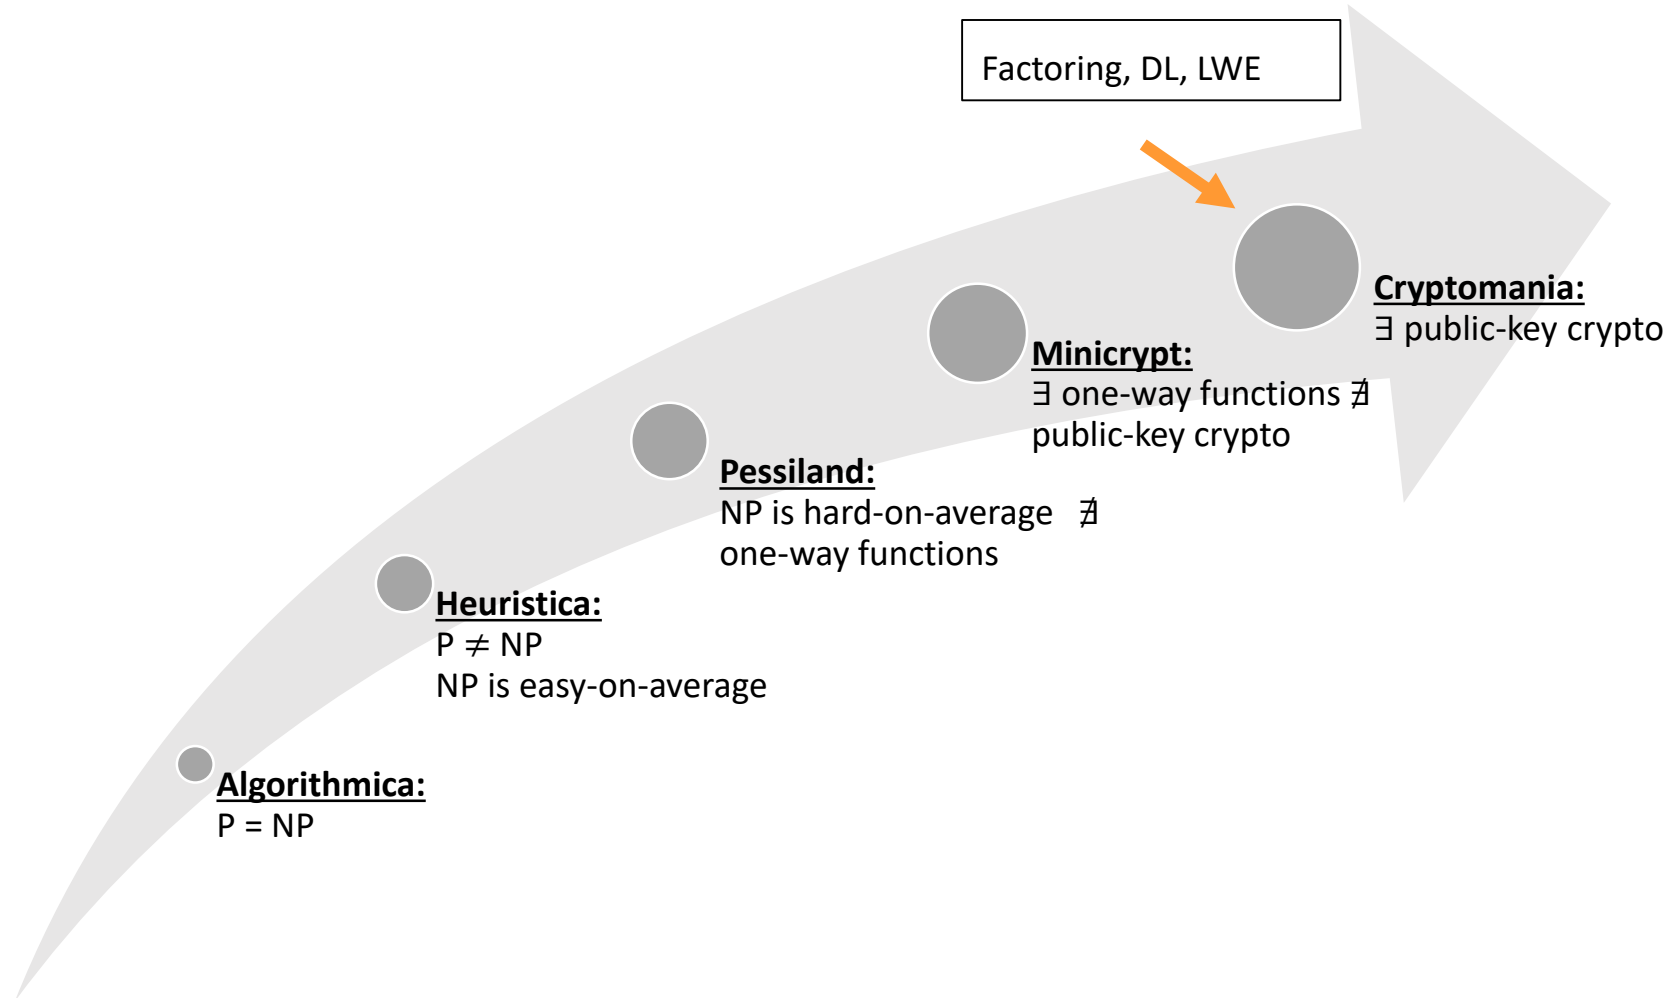 Factoring, DL, LWE
Cryptomania:
∃ public-key crypto
Minicrypt:
∃ one-way functions ∄
public-key crypto
Pessiland:
NP is hard-on-average ∄
one-way functions
Heuristica:
P ≠ NP
NP is easy-on-average
Algorithmica:
P = NP